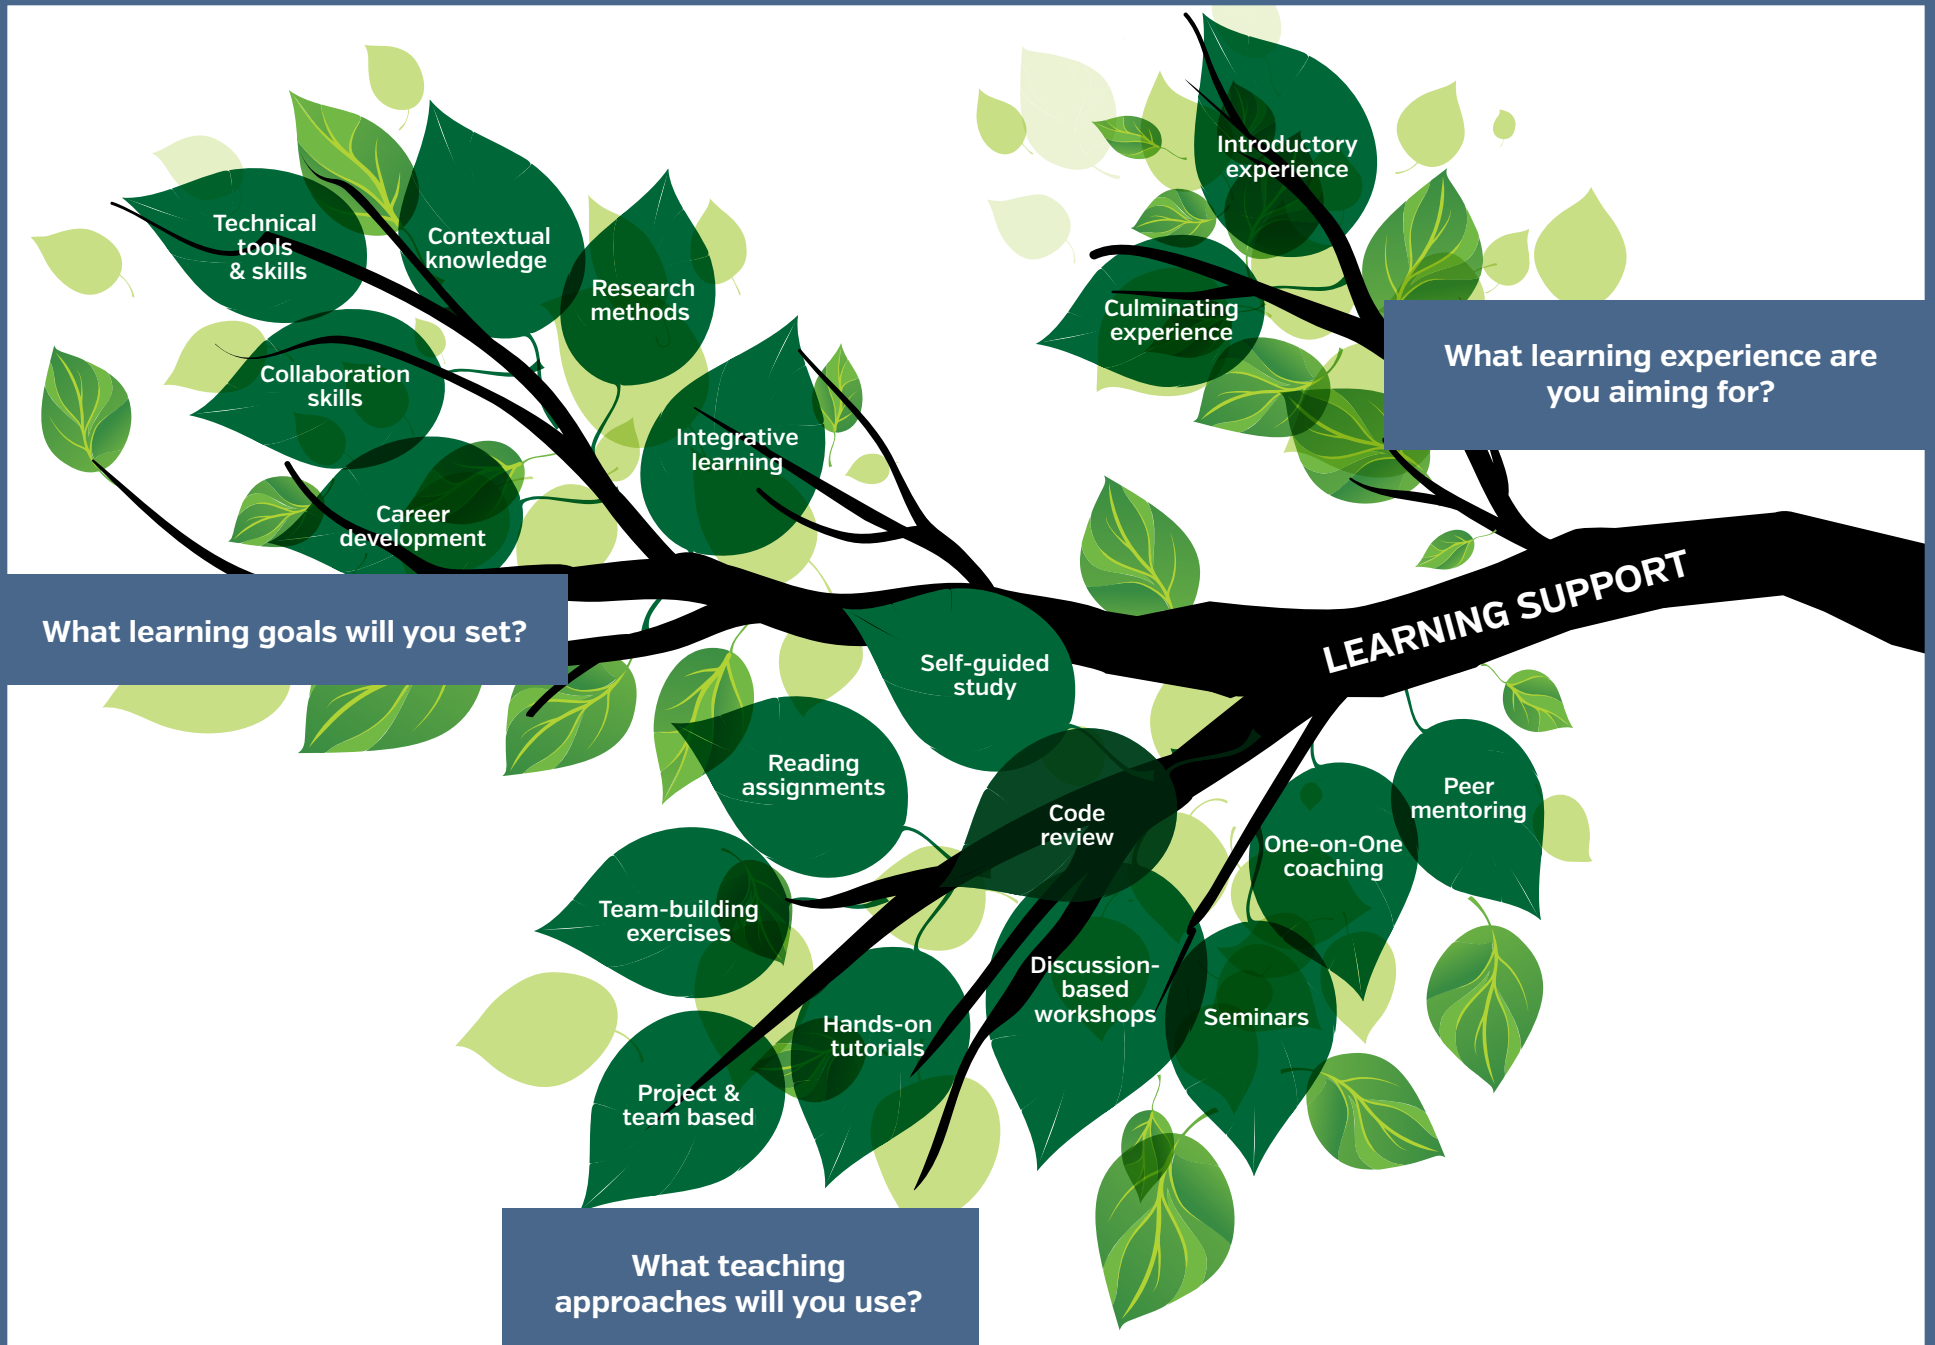 Introductory
experience
Culminating
experience
What learning experience are
you aiming for?
Technical
tools
& skills
Contextual
knowledge
Research
methods
Collaboration
skills
Integrative
learning
Career
development
What learning goals will you set?
LEARNING SUPPORT
Self-guided
study
Reading
assignments
Code
review
Peer
mentoring
One-on-One
coaching
Team-building
exercises
Discussion-
based
workshops
Seminars
Hands-on
tutorials
Project &
team based
What teaching
approaches will you use?